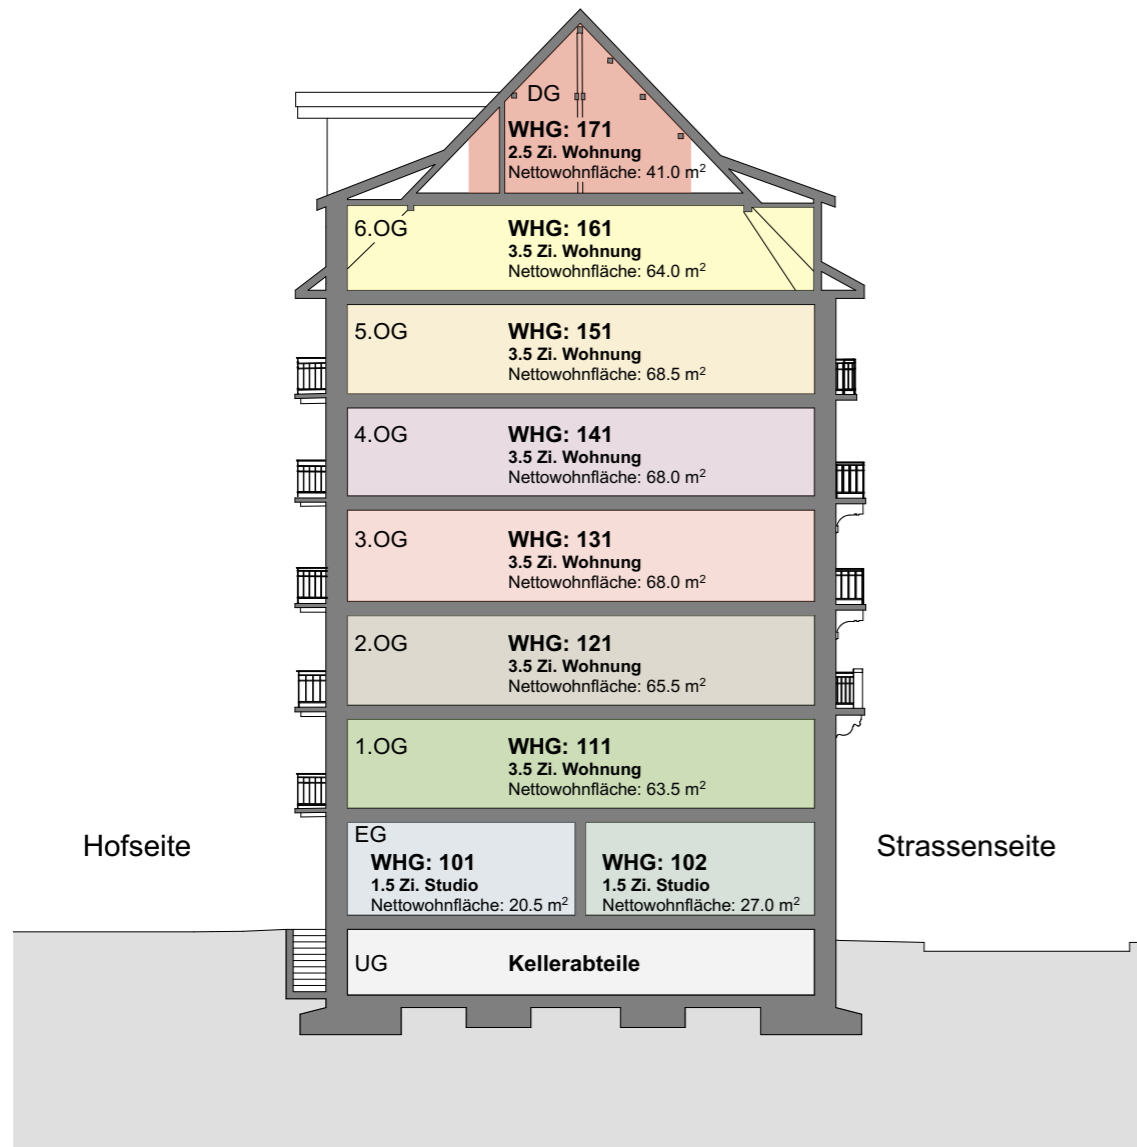 DG
WHG: 171
2.5 Zi. Wohnung
Nettowohnfläche: 41.0 m²
6.OG
WHG: 161
3.5 Zi. Wohnung
Nettowohnfläche: 64.0 m²
5.OG
WHG: 151
3.5 Zi. Wohnung
Nettowohnfläche: 68.5 m²
4.OG
WHG: 141
3.5 Zi. Wohnung
Nettowohnfläche: 68.0 m²
3.OG
WHG: 131
3.5 Zi. Wohnung
Nettowohnfläche: 68.0 m²
2.OG
WHG: 121
3.5 Zi. Wohnung
Nettowohnfläche: 65.5 m²
1.OG
WHG: 111
3.5 Zi. Wohnung
Nettowohnfläche: 63.5 m²
Hofseite
EG
WHG: 101
1.5 Zi. Studio
Nettowohnfläche: 20.5 m²
WHG: 102
1.5 Zi. Studio
Nettowohnfläche: 27.0 m²
Strassenseite
UG
Kellerabteile